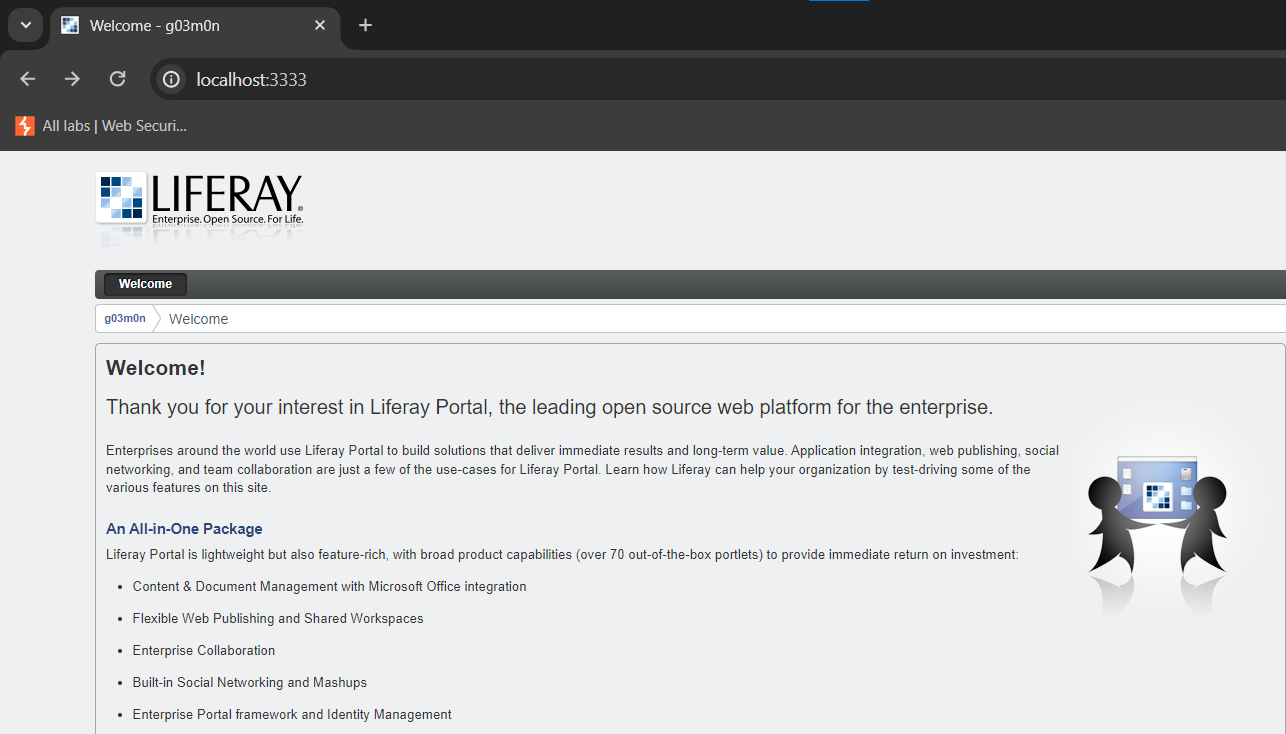 Welcome - g03m0n
localhost:3333
All labs | Web Securi...
LIFERAY®
Enterprise. Open Source. For Life.
Welcome
g03m0n Welcome
Welcome!
Thank you for your interest in Liferay Portal, the leading open source web platform for the enterprise.
Enterprises around the world use Liferay Portal to build solutions that deliver immediate results and long-term value. Application integration, web publishing, social
networking, and team collaboration are just a few of the use-cases for Liferay Portal. Learn how Liferay can help your organization by test-driving some of the
various features on this site.
An All-in-One Package
Liferay Portal is lightweight but also feature-rich, with broad product capabilities (over 70 out-of-the-box portlets) to provide immediate return on investment:
• Content & Document Management with Microsoft Office integration
• Flexible Web Publishing and Shared Workspaces
• Enterprise Collaboration
• Built-in Social Networking and Mashups
• Enterprise Portal framework and Identity Management